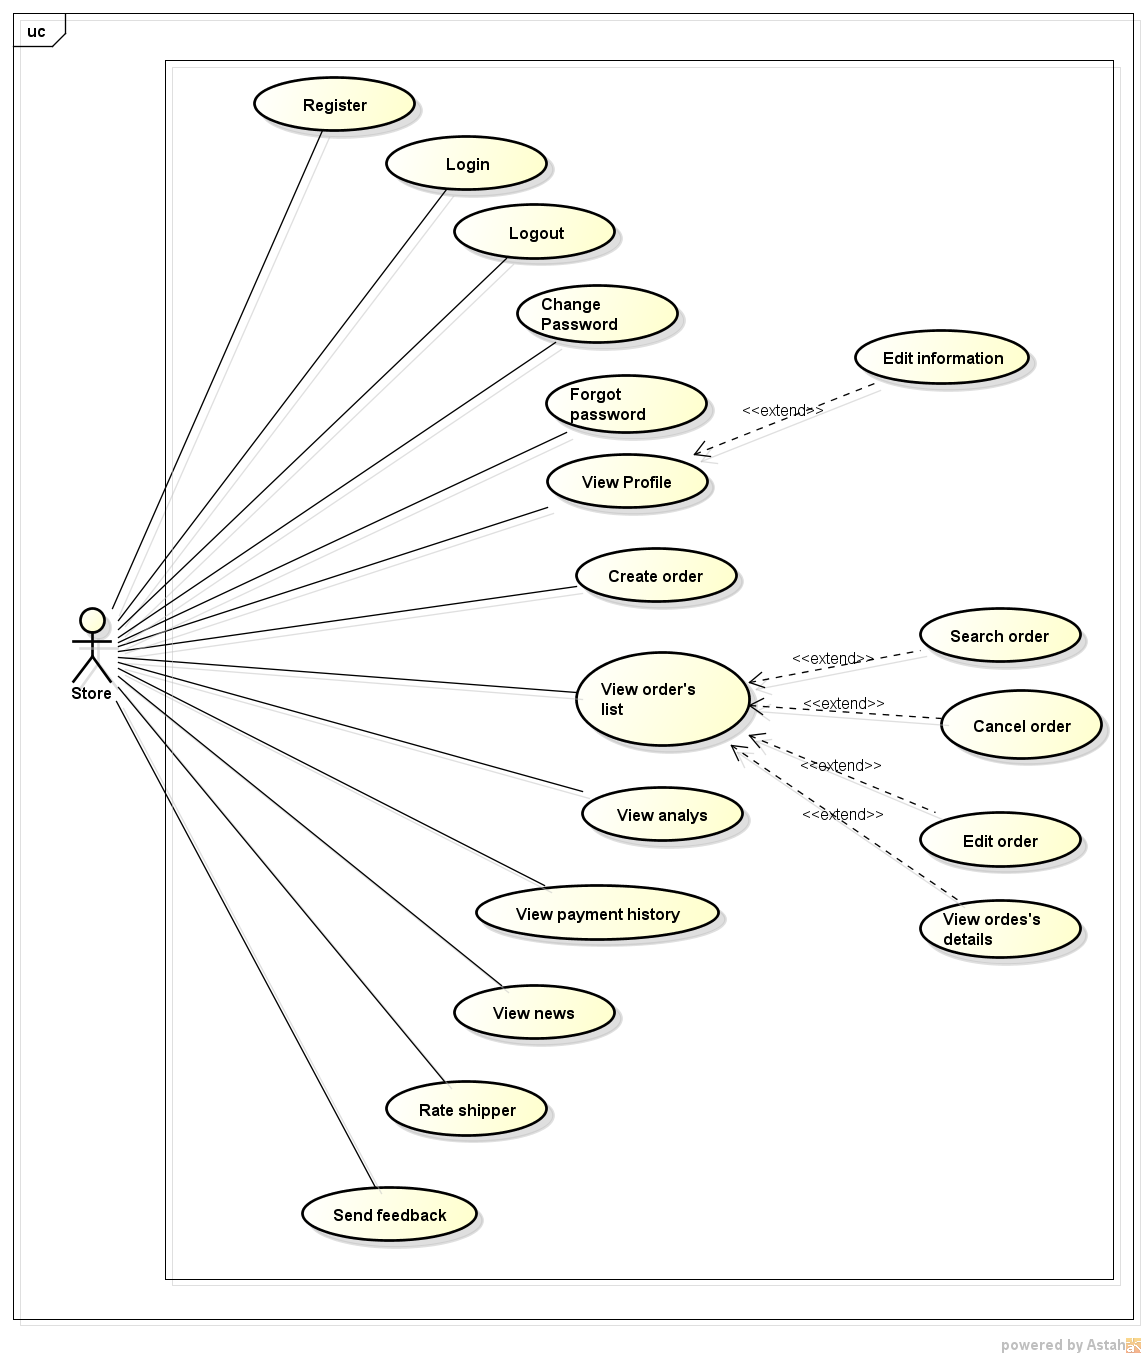 uc
Register
Login
Logout
Change
Password
Edit information
Forgot
password
<<extend>>
View Profile
Create order
Search order
<<extend>>
Store
View order's
list
<<extend>>
Cancel order
<<extend>>
View analys
<<extend>>
Edit order
View payment history
View ordes's
details
View news
Rate shipper
Send feedback
powered by Astah